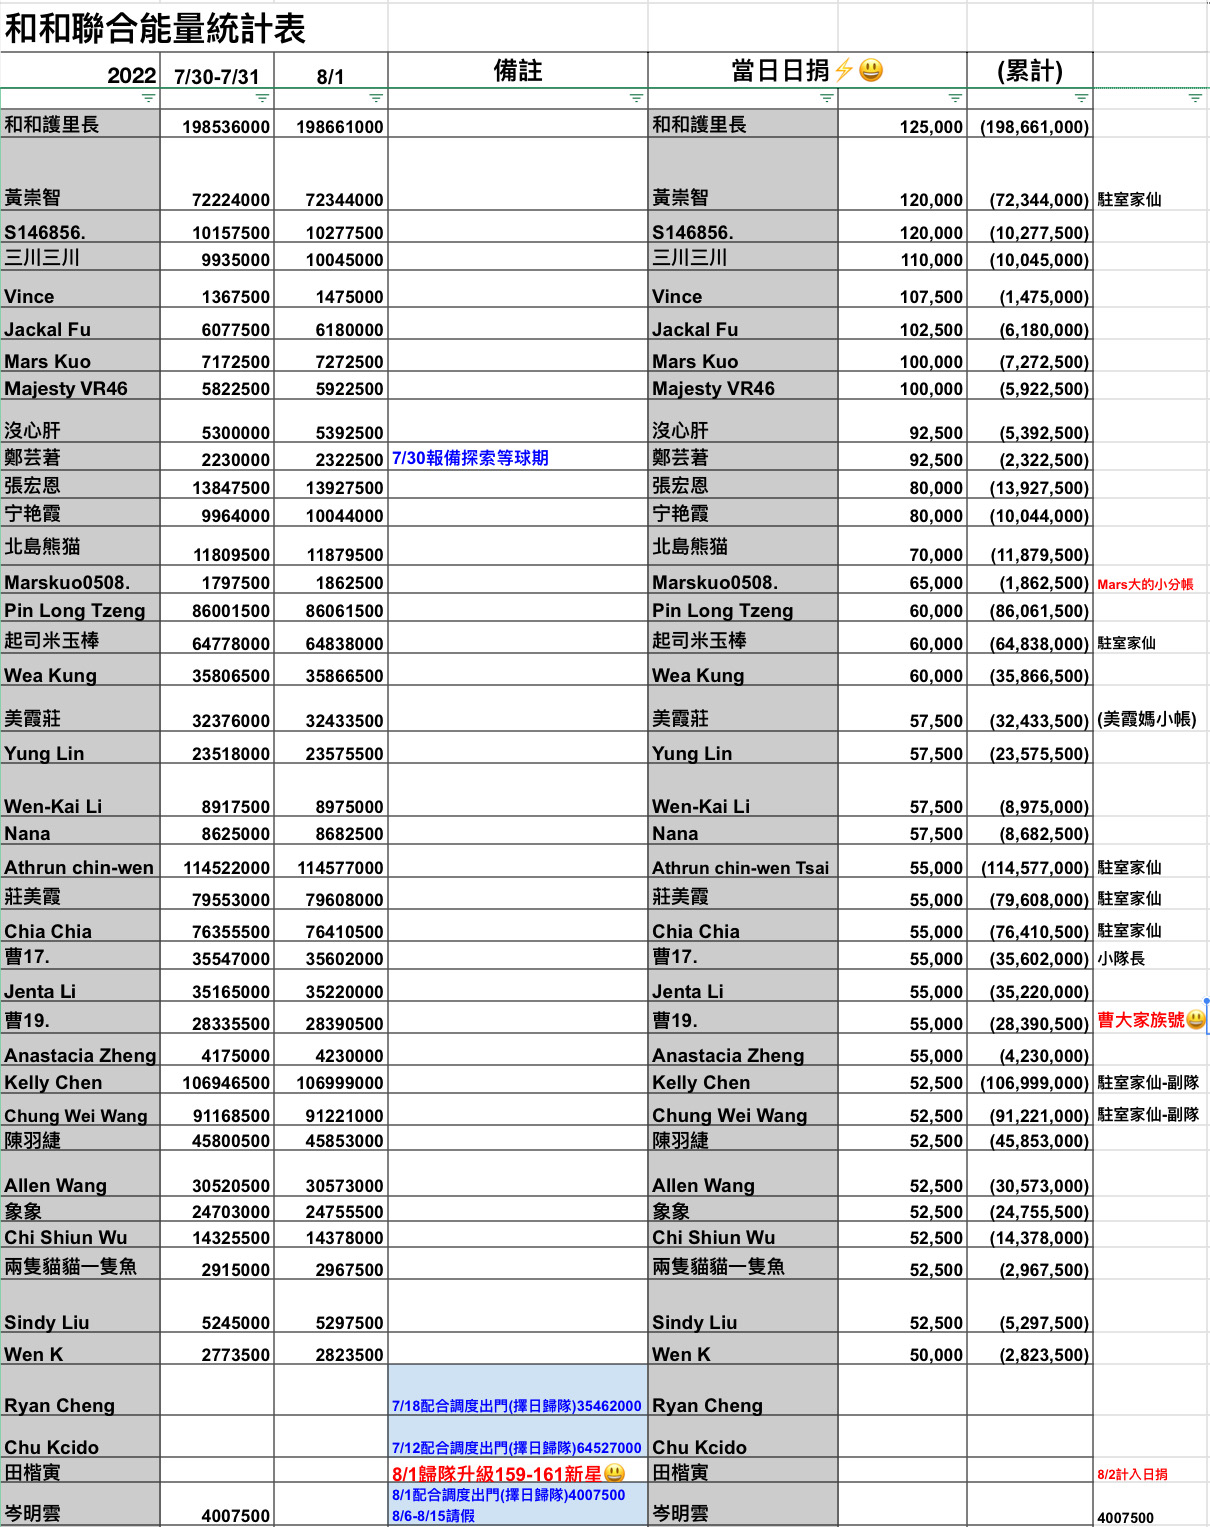 和和聯合能量統計表
2022 7/30-7/31 8/1 備註 當日日捐⚡😃 (累計)
和和護里長 198536000 198661000 和和護里長 125,000 (198,661,000)
黃崇智 72224000 72344000 黃崇智 120,000 (72,344,000) 駐室家仙
S146856. 10157500 10277500 S146856. 120,000 (10,277,500)
三川三川 9935000 10045000 三川三川 110,000 (10,045,000)
Vince 1367500 1475000 Vince 107,500 (1,475,000)
Jackal Fu 6077500 6180000 Jackal Fu 102,500 (6,180,000)
Mars Kuo 7172500 7272500 Mars Kuo 100,000 (7,272,500)
Majesty VR46 5822500 5922500 Majesty VR46 100,000 (5,922,500)
沒心肝 5300000 5392500 沒心肝 92,500 (5,392,500)
鄭芸莙 2230000 2322500 7/30報備探索等球期 鄭芸莙 92,500 (2,322,500)
張宏恩 13847500 13927500 張宏恩 80,000 (13,927,500)
宁艳霞 9964000 10044000 宁艳霞 80,000 (10,044,000)
北島熊猫 11809500 11879500 北島熊猫 70,000 (11,879,500)
Marskuo0508. 1797500 1862500 Marskuo0508. 65,000 (1,862,500) Mars大的小分帳
Pin Long Tzeng 86001500 86061500 Pin Long Tzeng 60,000 (86,061,500)
起司米玉棒 64778000 64838000 起司米玉棒 60,000 (64,838,000) 駐室家仙
Wea Kung 35806500 35866500 Wea Kung 60,000 (35,866,500)
美霞莊 32376000 32433500 美霞莊 57,500 (32,433,500) (美霞媽小帳)
Yung Lin 23518000 23575500 Yung Lin 57,500 (23,575,500)
Wen-Kai Li 8917500 8975000 Wen-Kai Li 57,500 (8,975,000)
Nana 8625000 8682500 Nana 57,500 (8,682,500)
Athrun chin-wen 114522000 114577000 Athrun chin-wen Tsai 55,000 (114,577,000) 駐室家仙
莊美霞 79553000 79608000 莊美霞 55,000 (79,608,000) 駐室家仙
Chia Chia 76355500 76410500 Chia Chia 55,000 (76,410,500) 駐室家仙
曹17. 35547000 35602000 曹17. 55,000 (35,602,000) 小隊長
Jenta Li 35165000 35220000 Jenta Li 55,000 (35,220,000)
曹19. 28335500 28390500 曹19. 55,000 (28,390,500) 曹大家族號😃
Anastacia Zheng 4175000 4230000 Anastacia Zheng 55,000 (4,230,000)
Kelly Chen 106946500 106999000 Kelly Chen 52,500 (106,999,000) 駐室家仙-副隊
Chung Wei Wang 91168500 91221000 Chung Wei Wang 52,500 (91,221,000) 駐室家仙-副隊
陳羽緁 45800500 45853000 陳羽緁 52,500 (45,853,000)
Allen Wang 30520500 30573000 Allen Wang 52,500 (30,573,000)
象象 24703000 24755500 象象 52,500 (24,755,500)
Chi Shiun Wu 14325500 14378000 Chi Shiun Wu 52,500 (14,378,000)
兩隻貓貓一隻魚 2915000 2967500 兩隻貓貓一隻魚 52,500 (2,967,500)
Sindy Liu 5245000 5297500 Sindy Liu 52,500 (5,297,500)
Wen K 2773500 2823500 Wen K 50,000 (2,823,500)
Ryan Cheng 7/18配合調度出門(擇日歸隊)35462000 Ryan Cheng
Chu Kcido 7/12配合調度出門(擇日歸隊)64527000 Chu Kcido
田楷寅 8/1歸隊升級159-161新星😃 田楷寅 8/2計入日捐
8/1配合調度出門(擇日歸隊)4007500
岑明雲 4007500 8/6-8/15請假 岑明雲 4007500